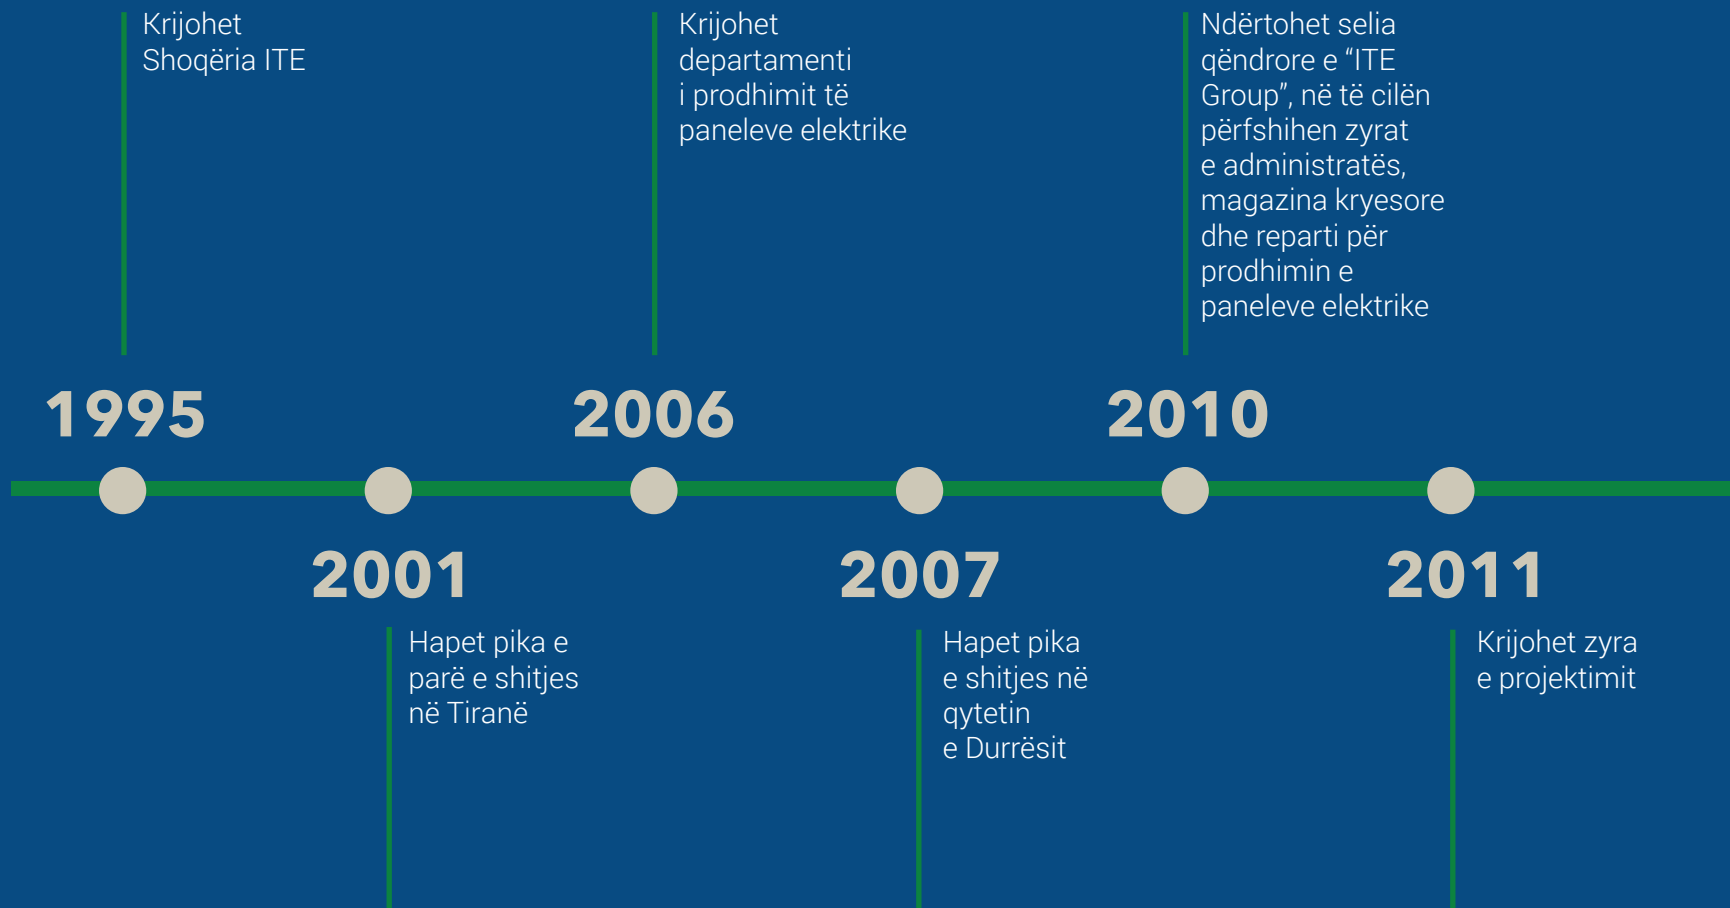 Krijohet
Shoqëria ITE
1995
2001
Hapet pika e
parë e shitjes
në Tiranë
Krijohet
departamenti
i prodhimit të
paneleve elektrike
2006
2007
Hapet pika
e shitjes në
qytetin
e Durrësit
Ndërtohet selia
qëndrore e “ITE
Group”, në të cilën
përfshihen zyrat
e administratës,
magazina kryesore
dhe reparti për
prodhimin e
paneleve elektrike
2010
2011
Krijohet zyra
e projektimit